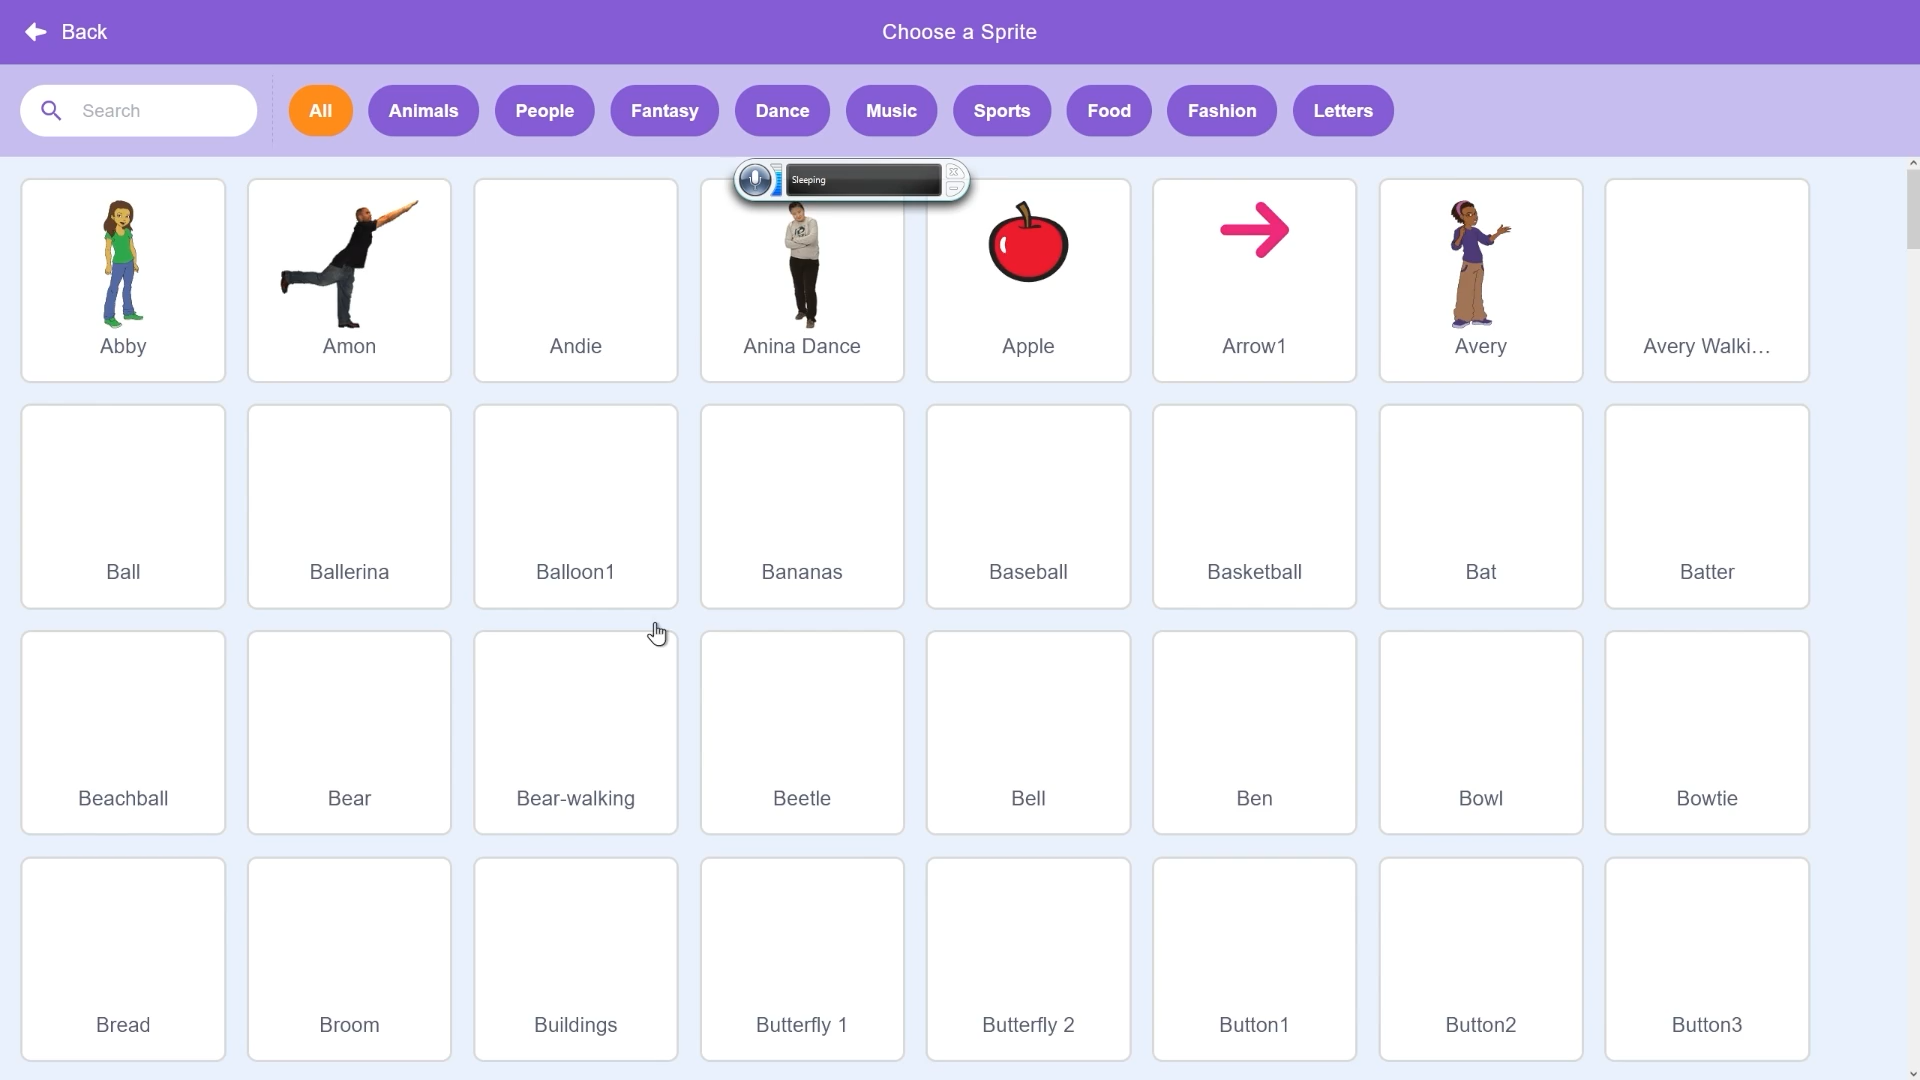 Back
Choose a Sprite
Search
All
Animals
People
Fantasy
Dance
Music
Sports
Food
Fashion
Letters
Sleeping
Abby
Amon
Andie
Anina Dance
Apple
Arrow1
Avery
Avery Walki...
Ball
Ballerina
Balloon1
Bananas
Baseball
Basketball
Bat
Batter
Beachball
Bear
Bear-walking
Beetle
Bell
Ben
Bowl
Bowtie
Bread
Broom
Buildings
Butterfly 1
Butterfly 2
Button1
Button2
Button3